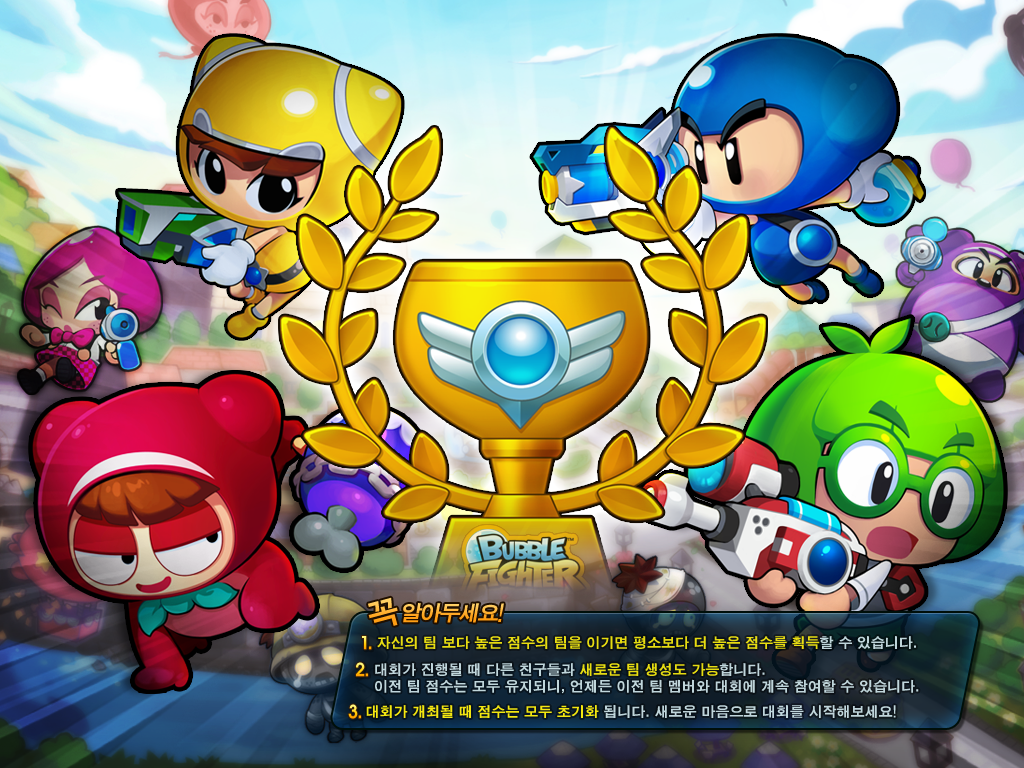 BUBBLE
FIGHTER
꼭 알아두세요!
1. 자신의 팀 보다 높은 점수의 팀을 이기면 평소보다 더 높은 점수를 획득할 수 있습니다.
2. 대회가 진행될 때 다른 친구들과 새로운 팀 생성도 가능합니다.
이전 팀 점수는 모두 유지되니, 언제든 이전 팀 멤버와 대회에 계속 참여할 수 있습니다.
3. 대회가 개최될 때 점수는 모두 초기화 됩니다. 새로운 마음으로 대회를 시작해보세요!